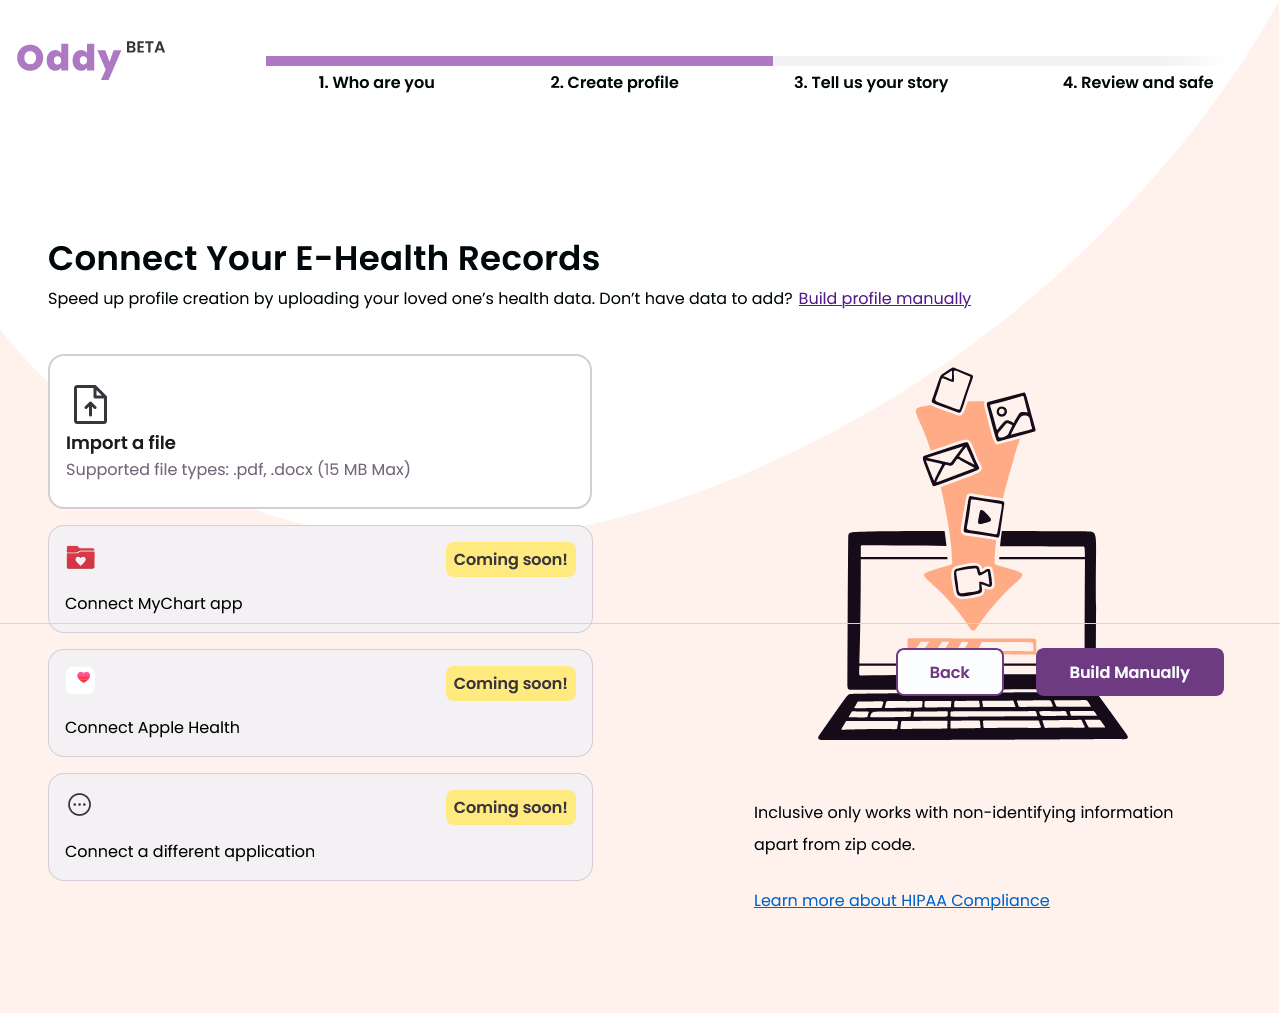 Oddy BETA
1. Who are you
2. Create profile
3. Tell us your story
4. Review and safe
Connect Your E-Health Records
Speed up profile creation by uploading your loved one’s health data. Don’t have data to add? Build profile manually
Import a file
Supported file types: .pdf, .docx (15 MB Max)
Coming soon!
Connect MyChart app
Coming soon!
Connect Apple Health
Coming soon!
Connect a different application
Back
Build Manually
Inclusive only works with non-identifying information
apart from zip code.
Learn more about HIPAA Compliance